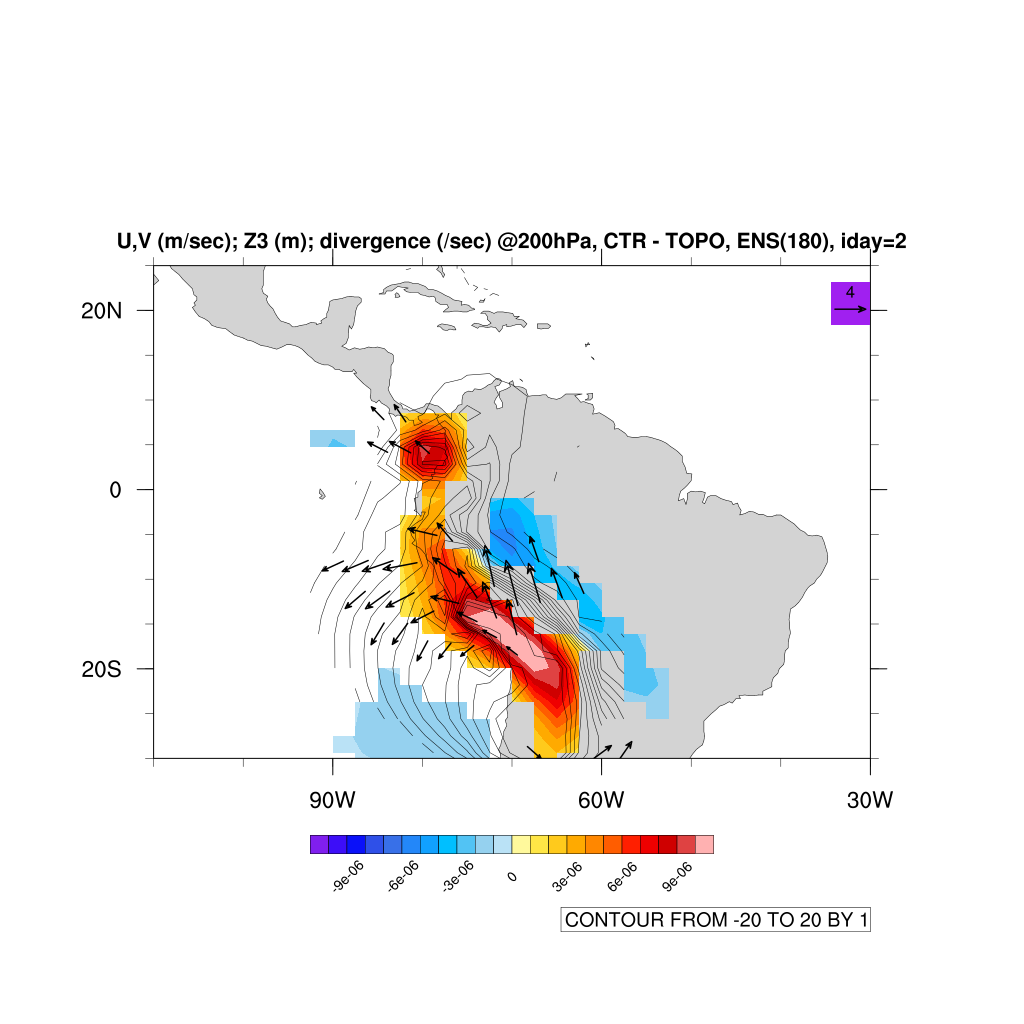 U,V (m/sec); Z3 (m); divergence (/sec) @200hPa, CTR - TOPO, ENS(180), iday=2
4
20N
0
20S
90W 60W 30W
-9e-06 -6e-06 -3e-06 0 3e-06 6e-06 9e-06
CONTOUR FROM -20 TO 20 BY 1